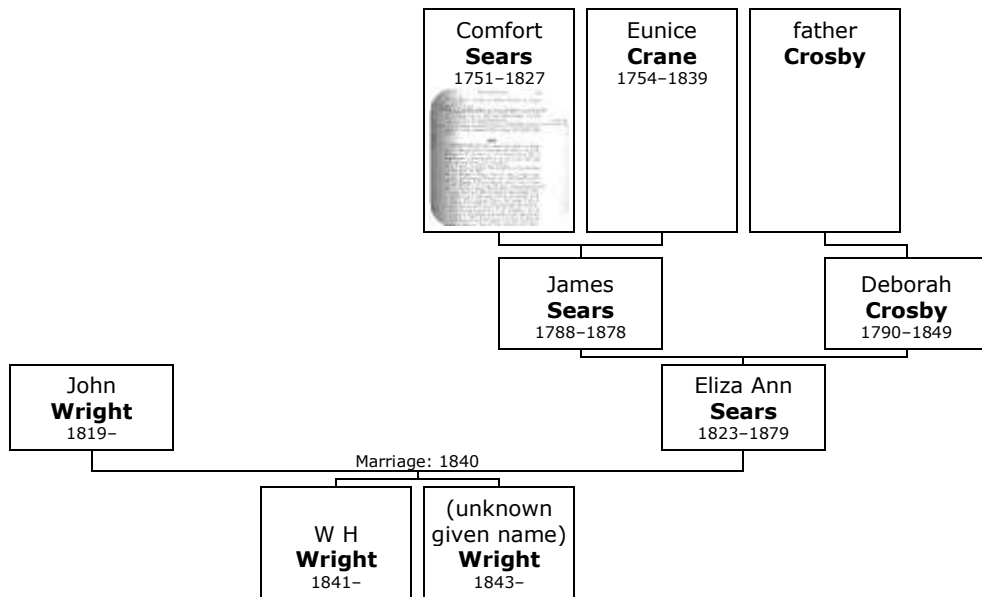 Comfort
Sears
1751–1827
Eunice
Crane
1754–1839
father
Crosby
James
Sears
1788–1878
Deborah
Crosby
1790–1849
John
Wright
1819–
Eliza Ann
Sears
1823–1879
Marriage: 1840
W H
Wright
1841–
(unknown
given name)
Wright
1843–